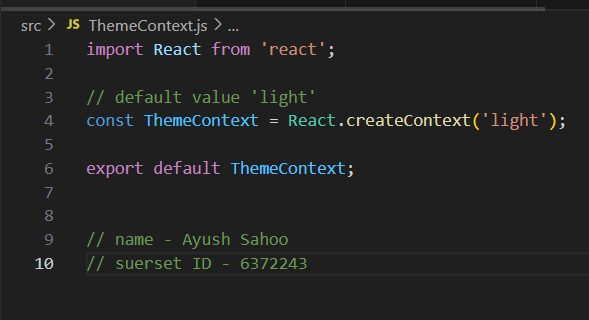 src > JS ThemeContext.js > ...
1 import React from 'react';
2
3 // default value 'light'
4 const ThemeContext = React.createContext('light');
5
6 export default ThemeContext;
7
8
9 // name - Ayush Sahoo
10 // suerset ID - 6372243